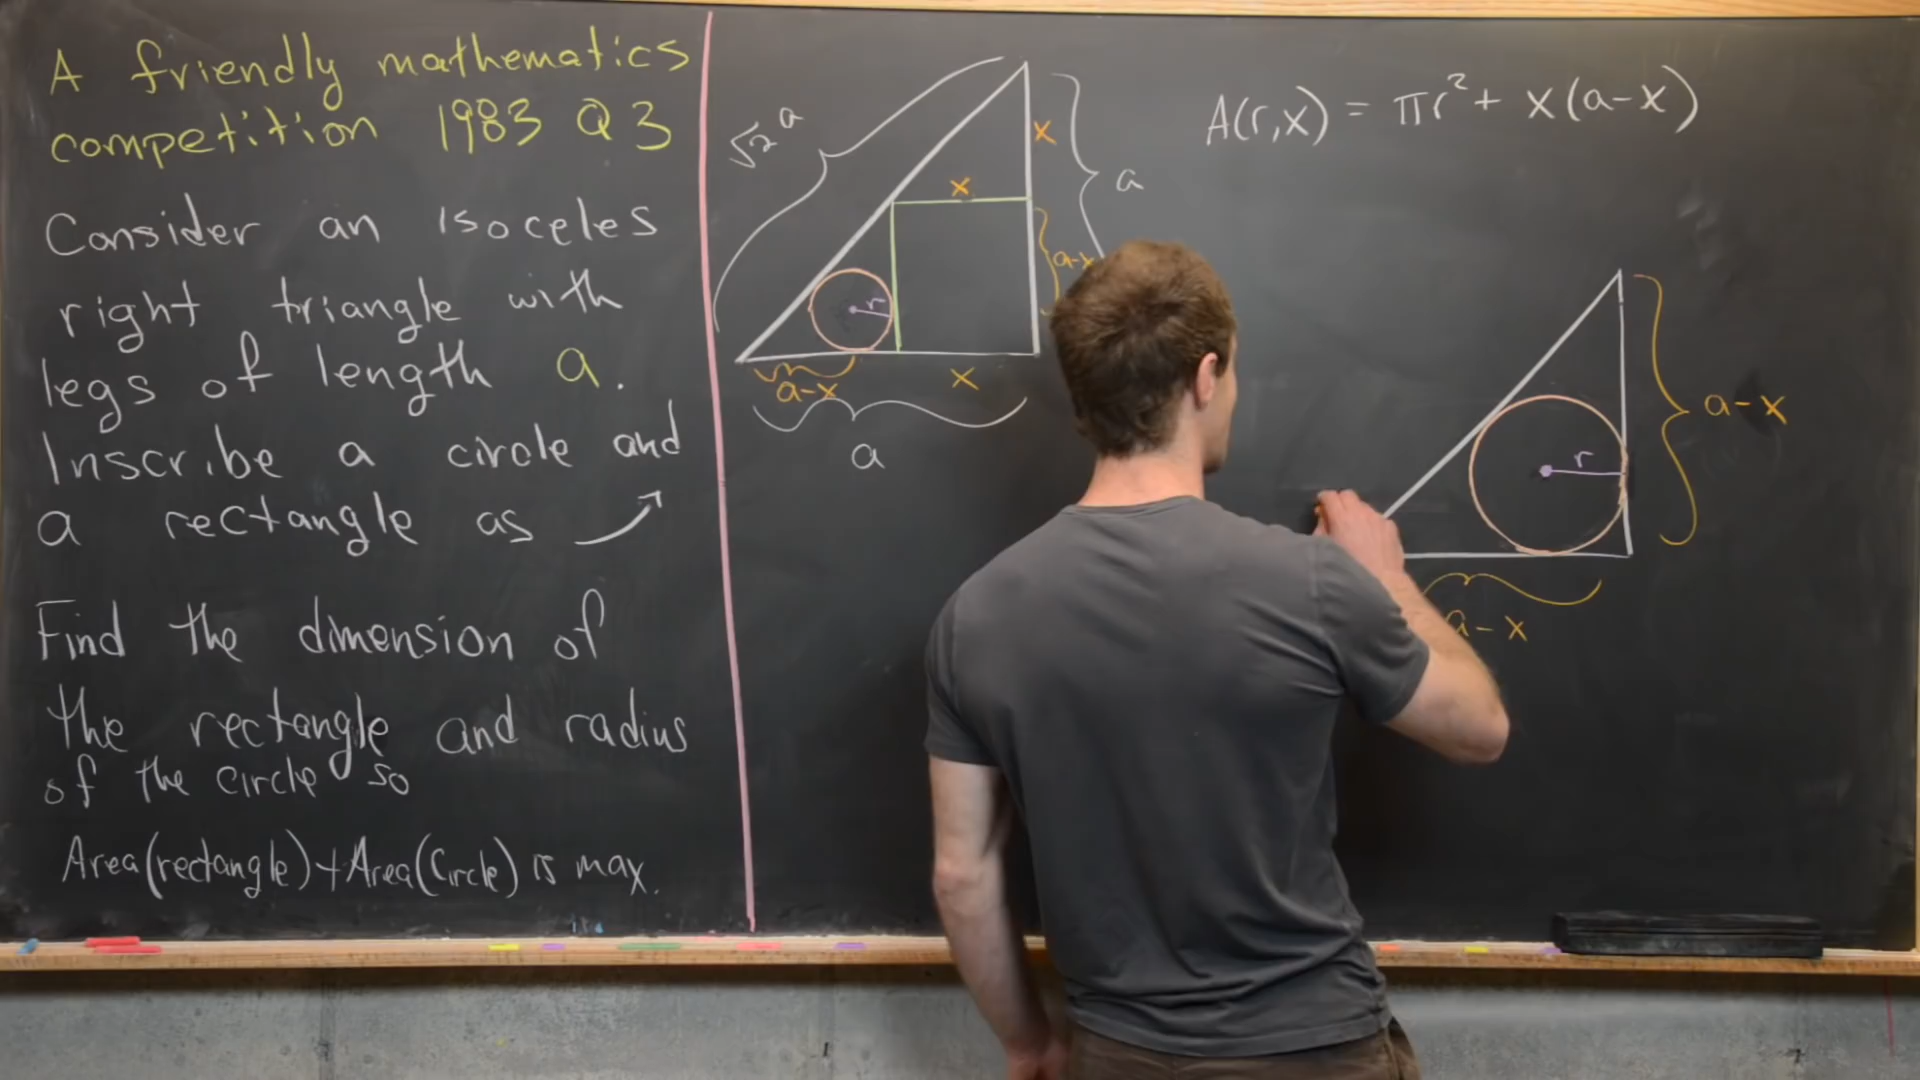 A friendly mathematics
competition 1983 Q3
Consider an isoceles
right triangle with
legs of length a.
Inscribe a circle and
a rectangle as
Find the dimension of
the rectangle and radius
of the circle so
Area(rectangle)+Area(Circle) is max.
√2 a
x
a
x
a-x
r
a-x
x
a
A(r,x) = πr²+ x(a-x)
a-x
r
a-x